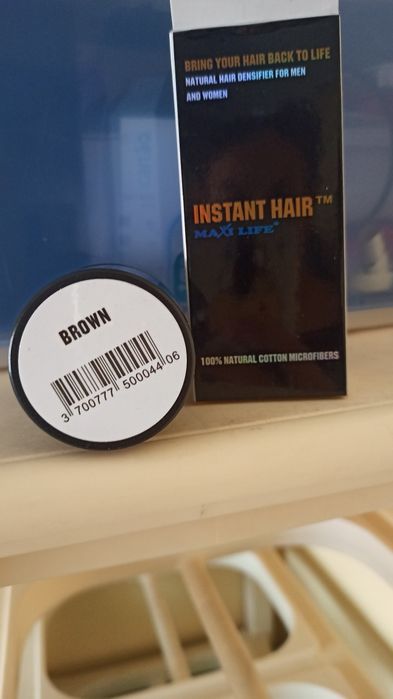 BRING YOUR HAIR BACK TO LIFE
NATURAL HAIR DENSIFIER FOR MEN
AND WOMEN
INSTANT HAIR™
MAXI LIFE®
100% NATURAL COTTON MICROFIBERS
BROWN
3 700777 500044 06